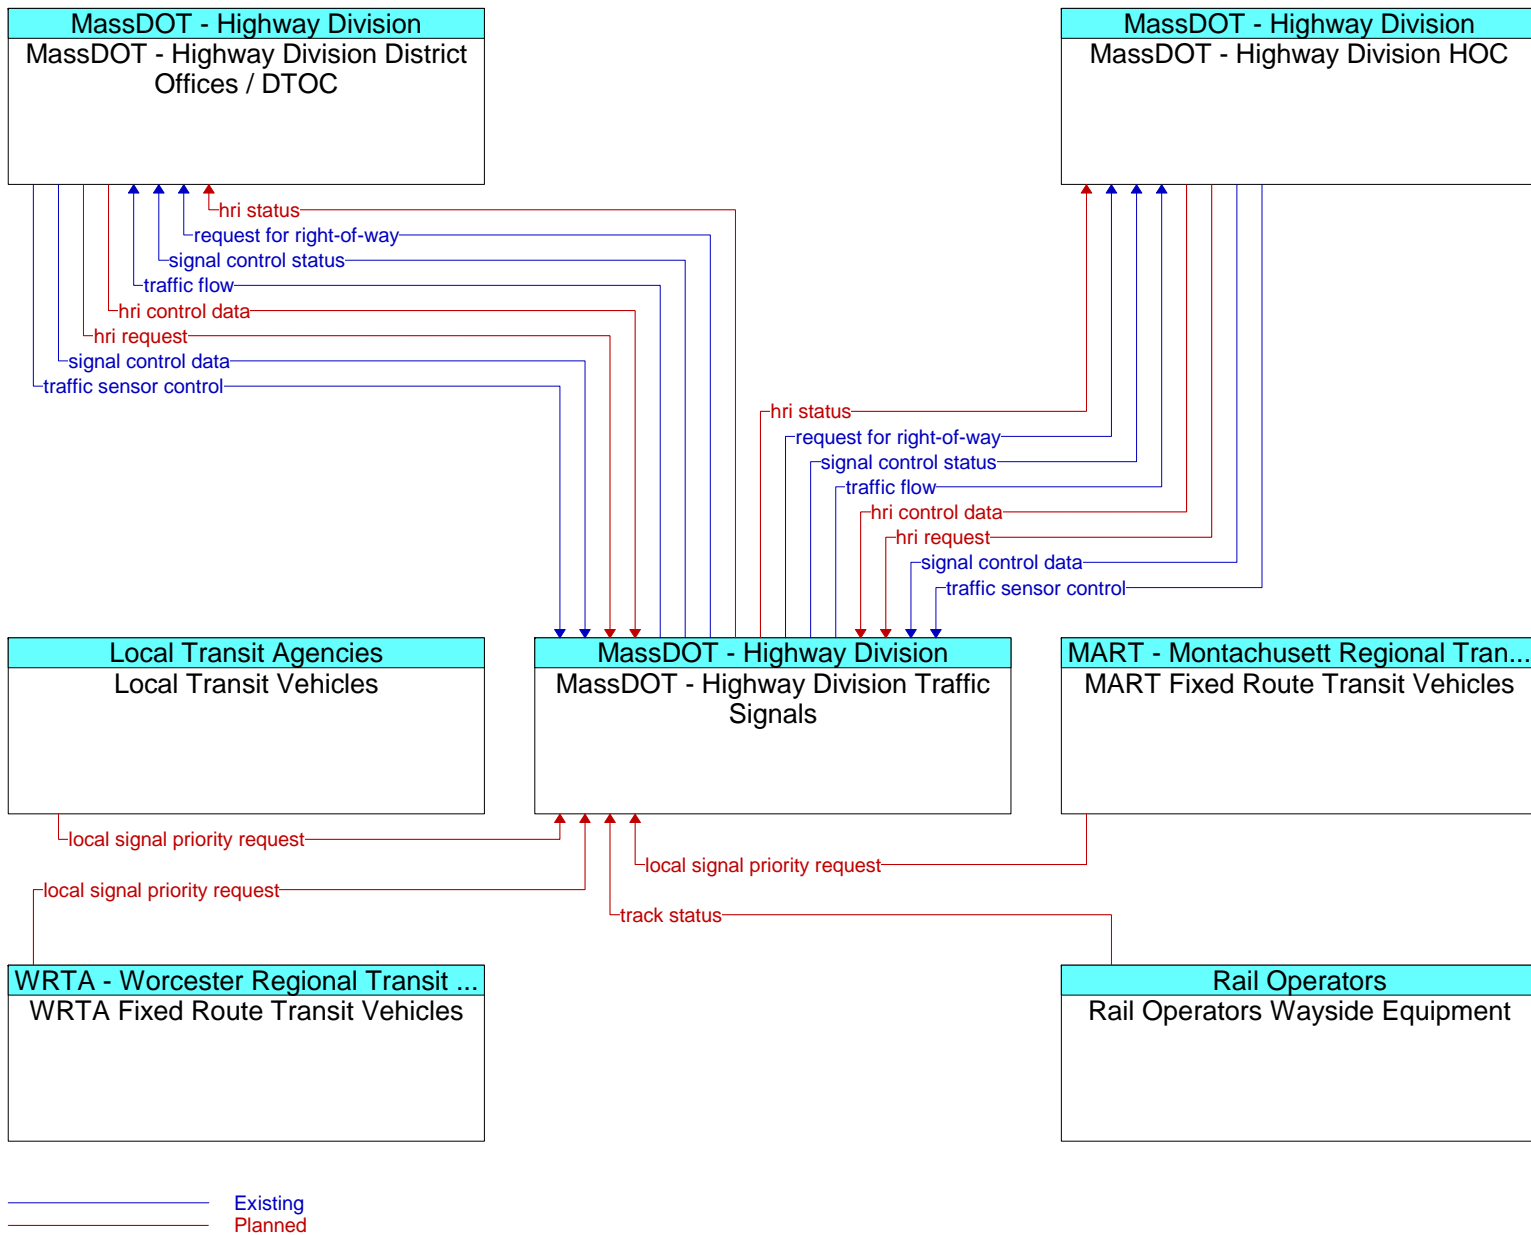 MassDOT - Highway Division
MassDOT - Highway Division District
Offices / DTOC
MassDOT - Highway Division
MassDOT - Highway Division HOC
hri status
request for right-of-way
signal control status
traffic flow
hri control data
hri request
signal control data
traffic sensor control
hri status
request for right-of-way
signal control status
traffic flow
hri control data
hri request
signal control data
traffic sensor control
Local Transit Agencies
Local Transit Vehicles
MassDOT - Highway Division
MassDOT - Highway Division Traffic
Signals
MART - Montachusett Regional Tran...
MART Fixed Route Transit Vehicles
local signal priority request
local signal priority request
local signal priority request
track status
WRTA - Worcester Regional Transit ...
WRTA Fixed Route Transit Vehicles
Rail Operators
Rail Operators Wayside Equipment
Existing
Planned